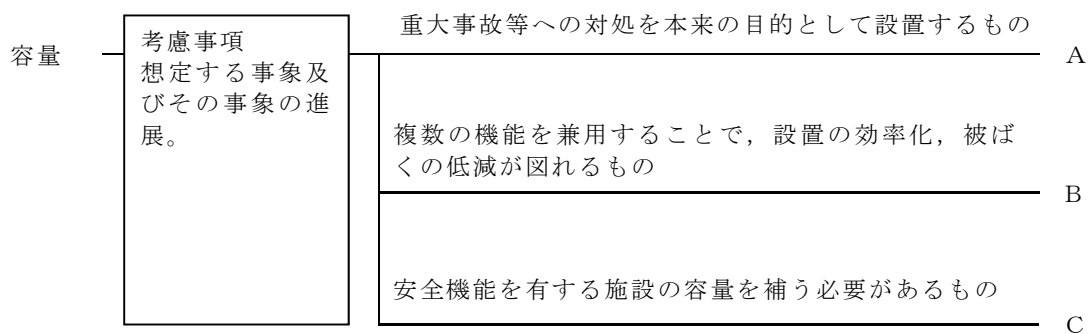 容量
考慮事項
想定する事象及
びその事象の進
展。
重大事故等への対処を本来の目的として設置するもの
A
複数の機能を兼用することで，設置の効率化，被ば
くの低減が図れるもの
B
安全機能を有する施設の容量を補う必要があるもの
C